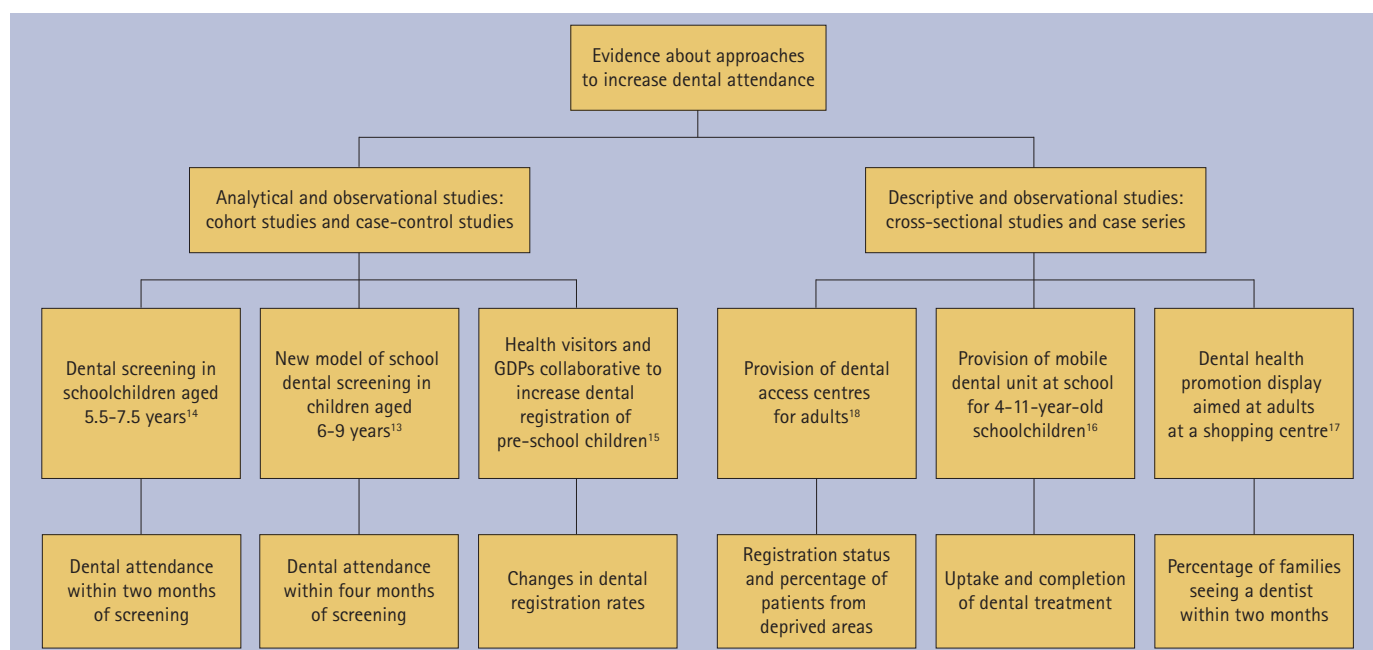 Evidence about approaches
to increase dental attendance
Analytical and observational studies:
cohort studies and case-control studies
Descriptive and observational studies:
cross-sectional studies and case series
Dental screening in
schoolchildren aged
5.5-7.5 years¹⁴
New model of school
dental screening in
children aged
6-9 years¹³
Health visitors and
GDPs collaborative to
increase dental
registration of
pre-school children¹⁵
Provision of dental
access centres
for adults¹⁸
Provision of mobile
dental unit at school
for 4-11-year-old
schoolchildren¹⁶
Dental health
promotion display
aimed at adults
at a shopping centre¹⁷
Dental attendance
within two months
of screening
Dental attendance
within four months
of screening
Changes in dental
registration rates
Registration status
and percentage of
patients from
deprived areas
Uptake and completion
of dental treatment
Percentage of families
seeing a dentist
within two months